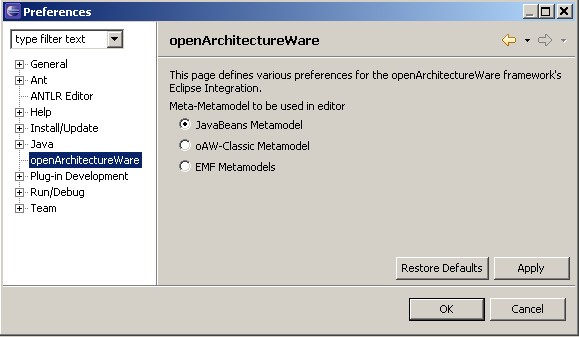 Preferences
type filter text
General
Ant
ANTLR Editor
Help
Install/Update
Java
openArchitectureWare
Plug-in Development
Run/Debug
Team
openArchitectureWare
This page defines various preferences for the openArchitectureWare framework's
Eclipse Integration.
Meta-Metamodel to be used in editor
JavaBeans Metamodel
oAW-Classic Metamodel
EMF Metamodels
Restore Defaults
Apply
OK
Cancel